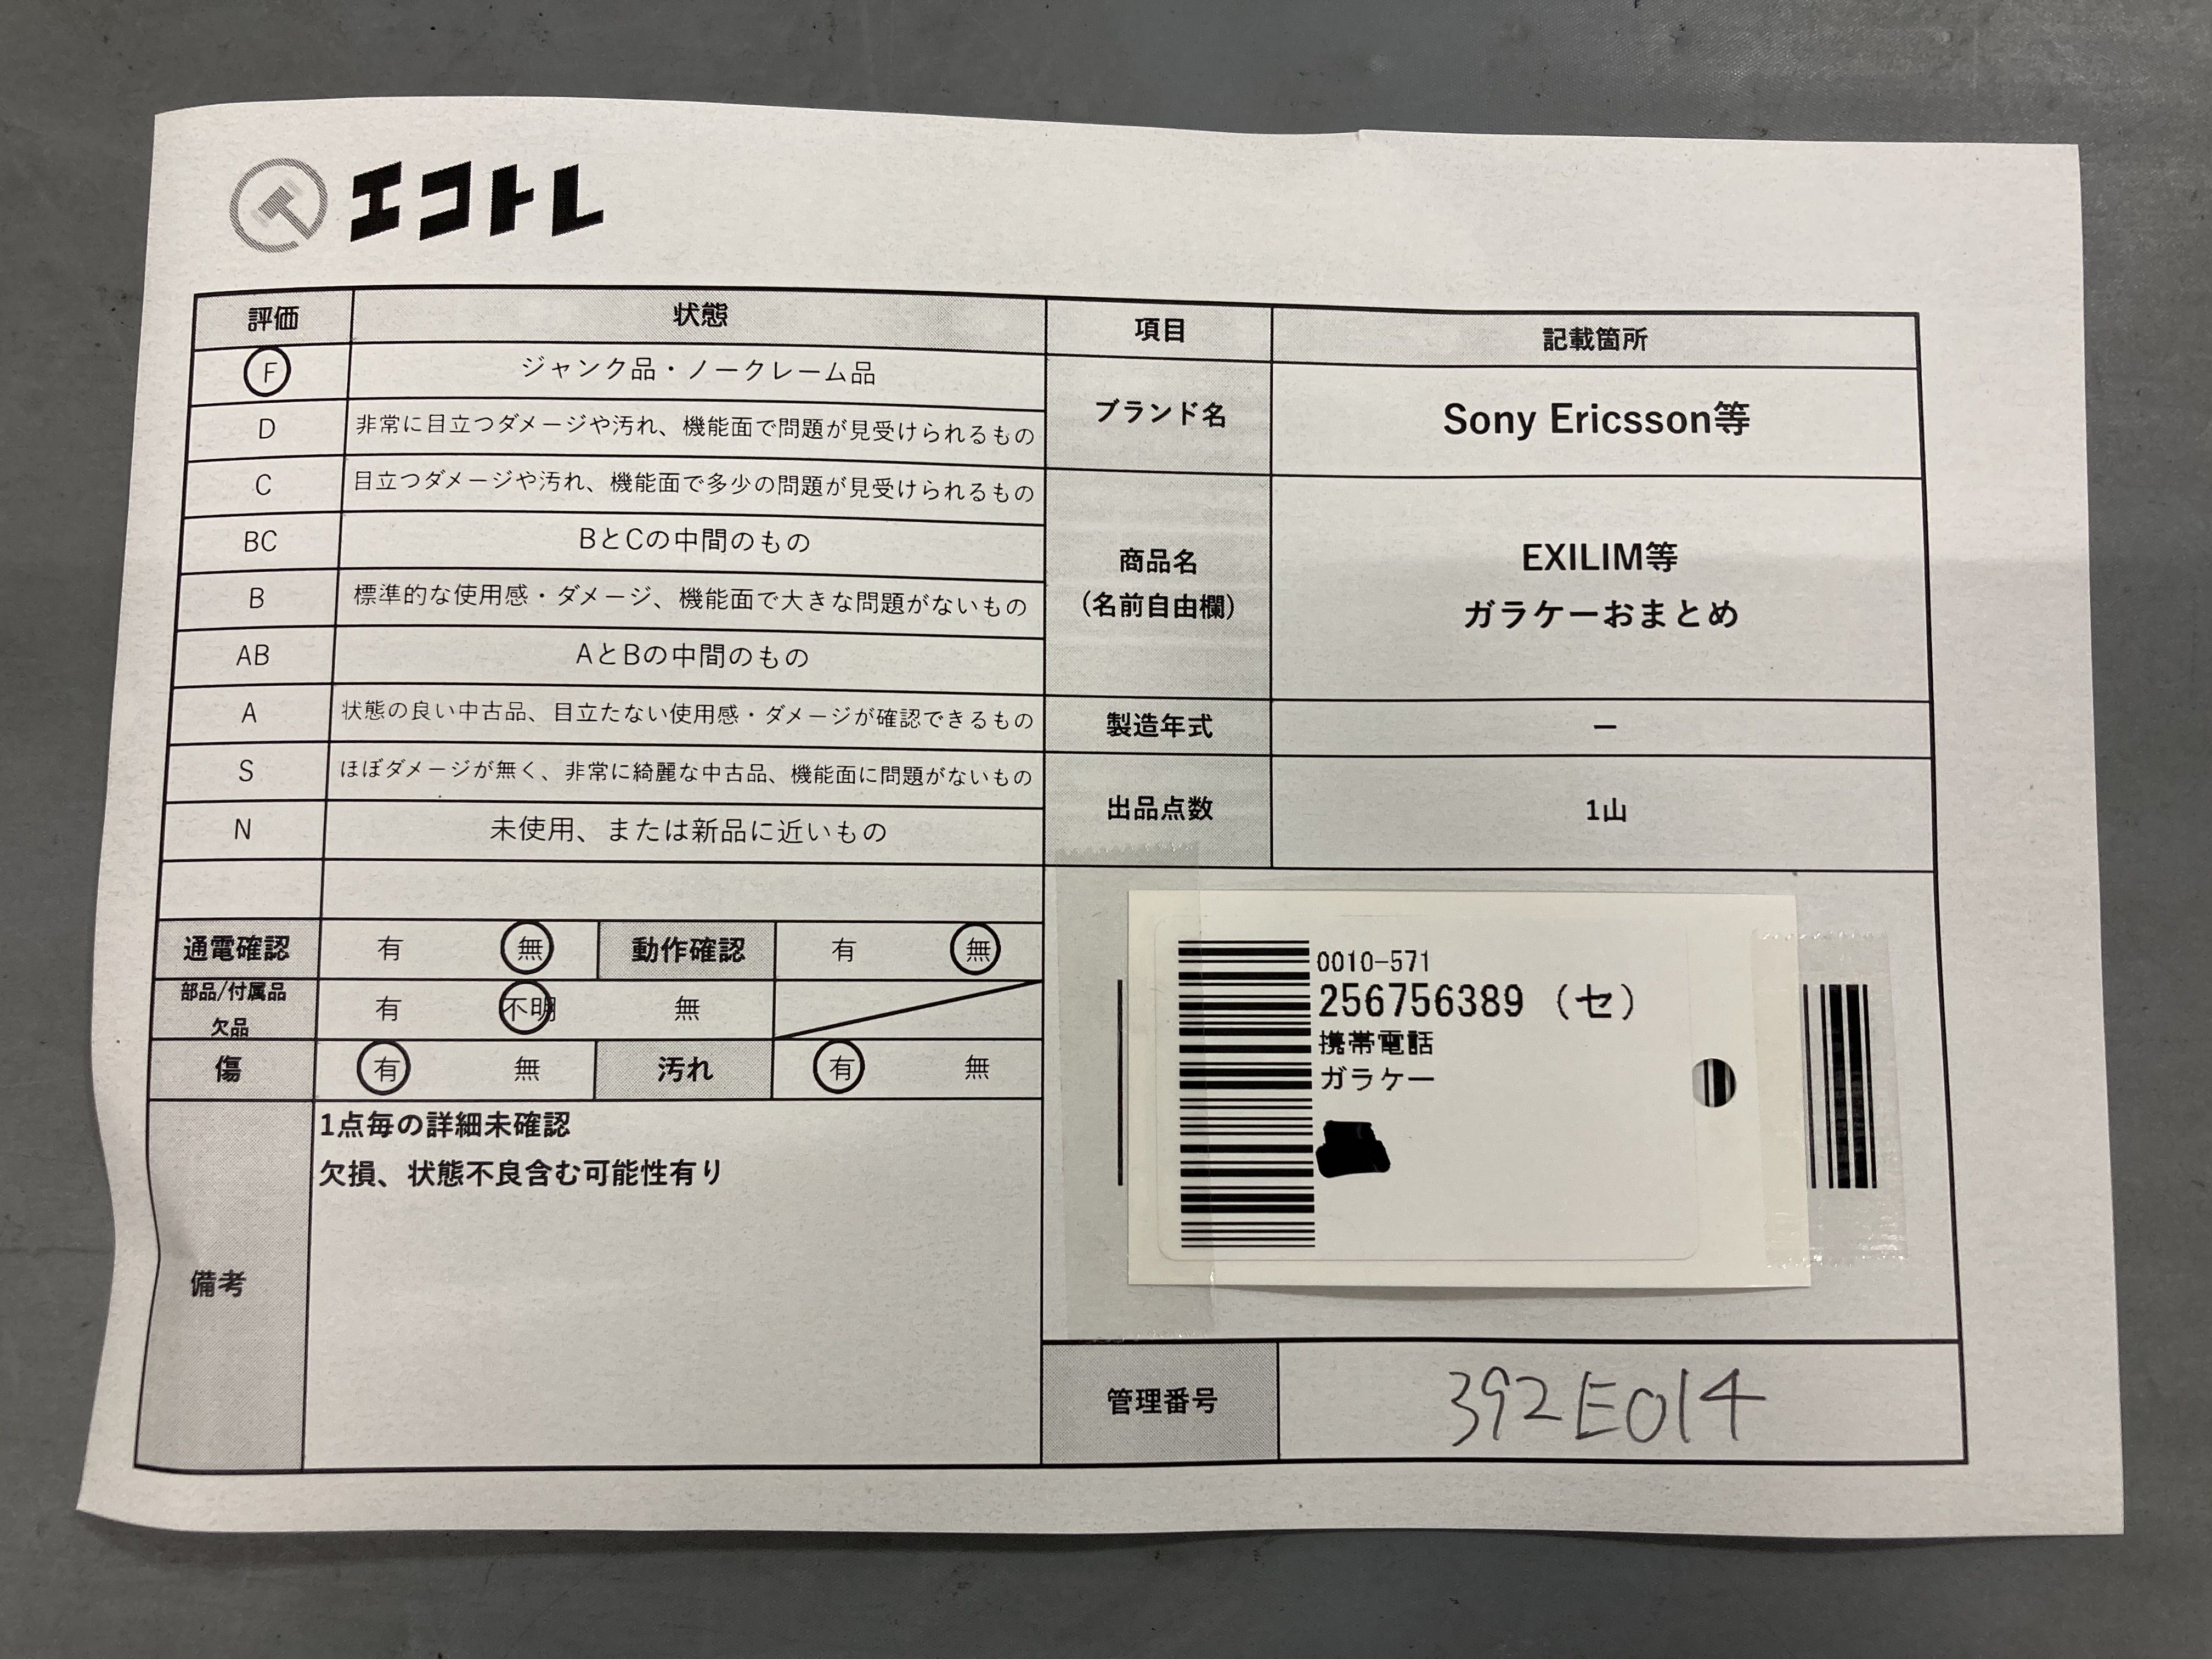 エコトレ
評価 状態 項目 記載箇所
F ジャンク品・ノークレーム品
D 非常に目立つダメージや汚れ、機能面で問題が見受けられるもの
C 目立つダメージや汚れ、機能面で多少の問題が見受けられるもの
BC BとCの中間のもの
B 標準的な使用感・ダメージ、機能面で大きな問題がないもの
AB AとBの中間のもの
A 状態の良い中古品、目立たない使用感・ダメージが確認できるもの
S ほぼダメージが無く、非常に綺麗な中古品、機能面に問題がないもの
N 未使用、または新品に近いもの
ブランド名 Sony Ericsson等
商品名
(名前自由欄)
EXILIM等
ガラケーおまとめ
製造年式 ー
出品点数 1山
通電確認 有 無 動作確認 有 無
部品/付属品
欠品
有 不明 無
傷 有 無 汚れ 有 無
備考
1点毎の詳細未確認
欠損、状態不良含む可能性有り
0010-571
256756389 (セ)
携帯電話
ガラケー
管理番号 392E014